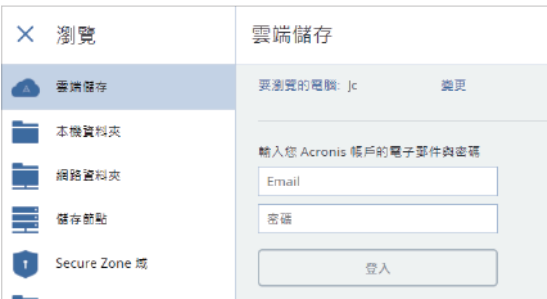 瀏覽
雲端儲存
本機資料夾
網路資料夾
儲存節點
Secure Zone 域
雲端儲存
要瀏覽的電腦: jc 變更
輸入您 Acronis 帳戶的電子郵件與密碼
Email
密碼
登入